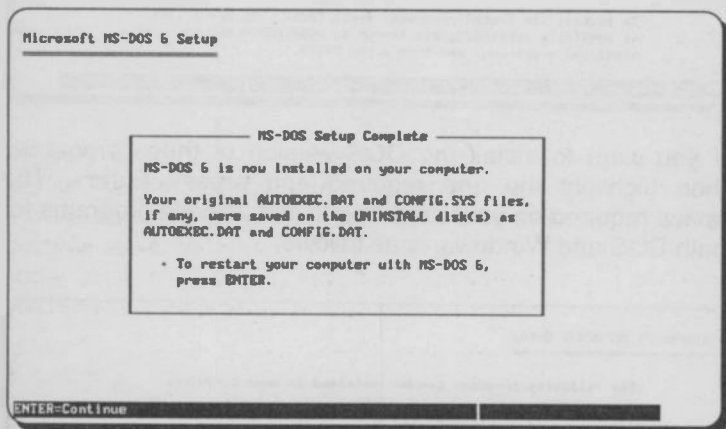 Microsoft MS-DOS 6 Setup
MS-DOS Setup Complete
MS-DOS 6 is now installed on your computer.
Your original AUTOEXEC.BAT and CONFIG.SYS files,
if any, were saved on the UNINSTALL disk(s) as
AUTOEXEC.DAT and CONFIG.DAT.
• To restart your computer with MS-DOS 6,
press ENTER.
ENTER=Continue